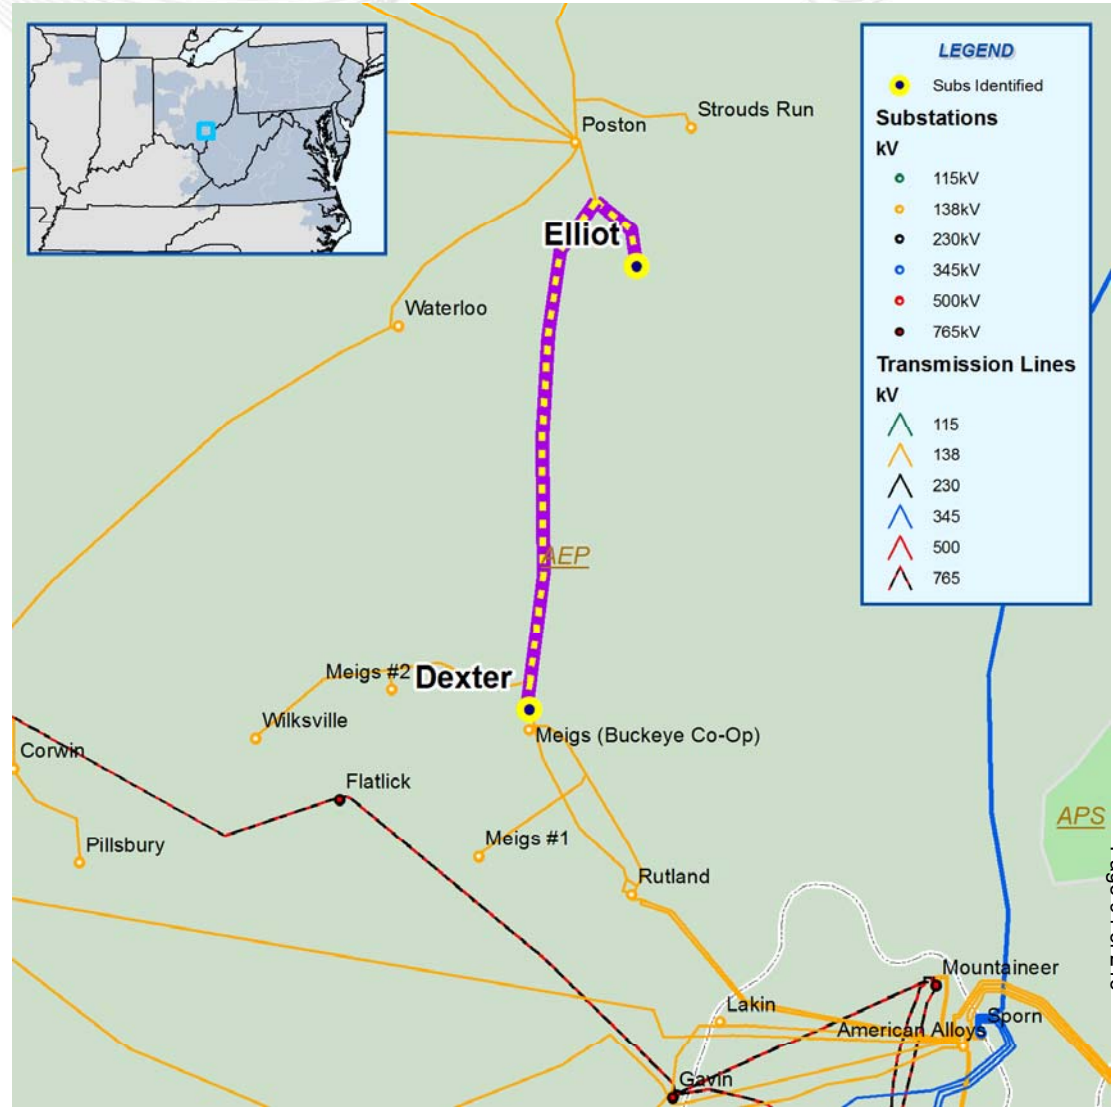 LEGEND
Subs Identified
Substations
kV
115kV
138kV
230kV
345kV
500kV
765kV
Transmission Lines
kV
115
138
230
345
500
765
Strouds Run
Poston
Elliot
Waterloo
AEP
Meigs #2
Dexter
Wilksville
Meigs (Buckeye Co-Op)
Corwin
Flatlick
APS
Pillsbury
Meigs #1
Rutland
Mountaineer
Lakin
Sporn
American Alloys
Gavin